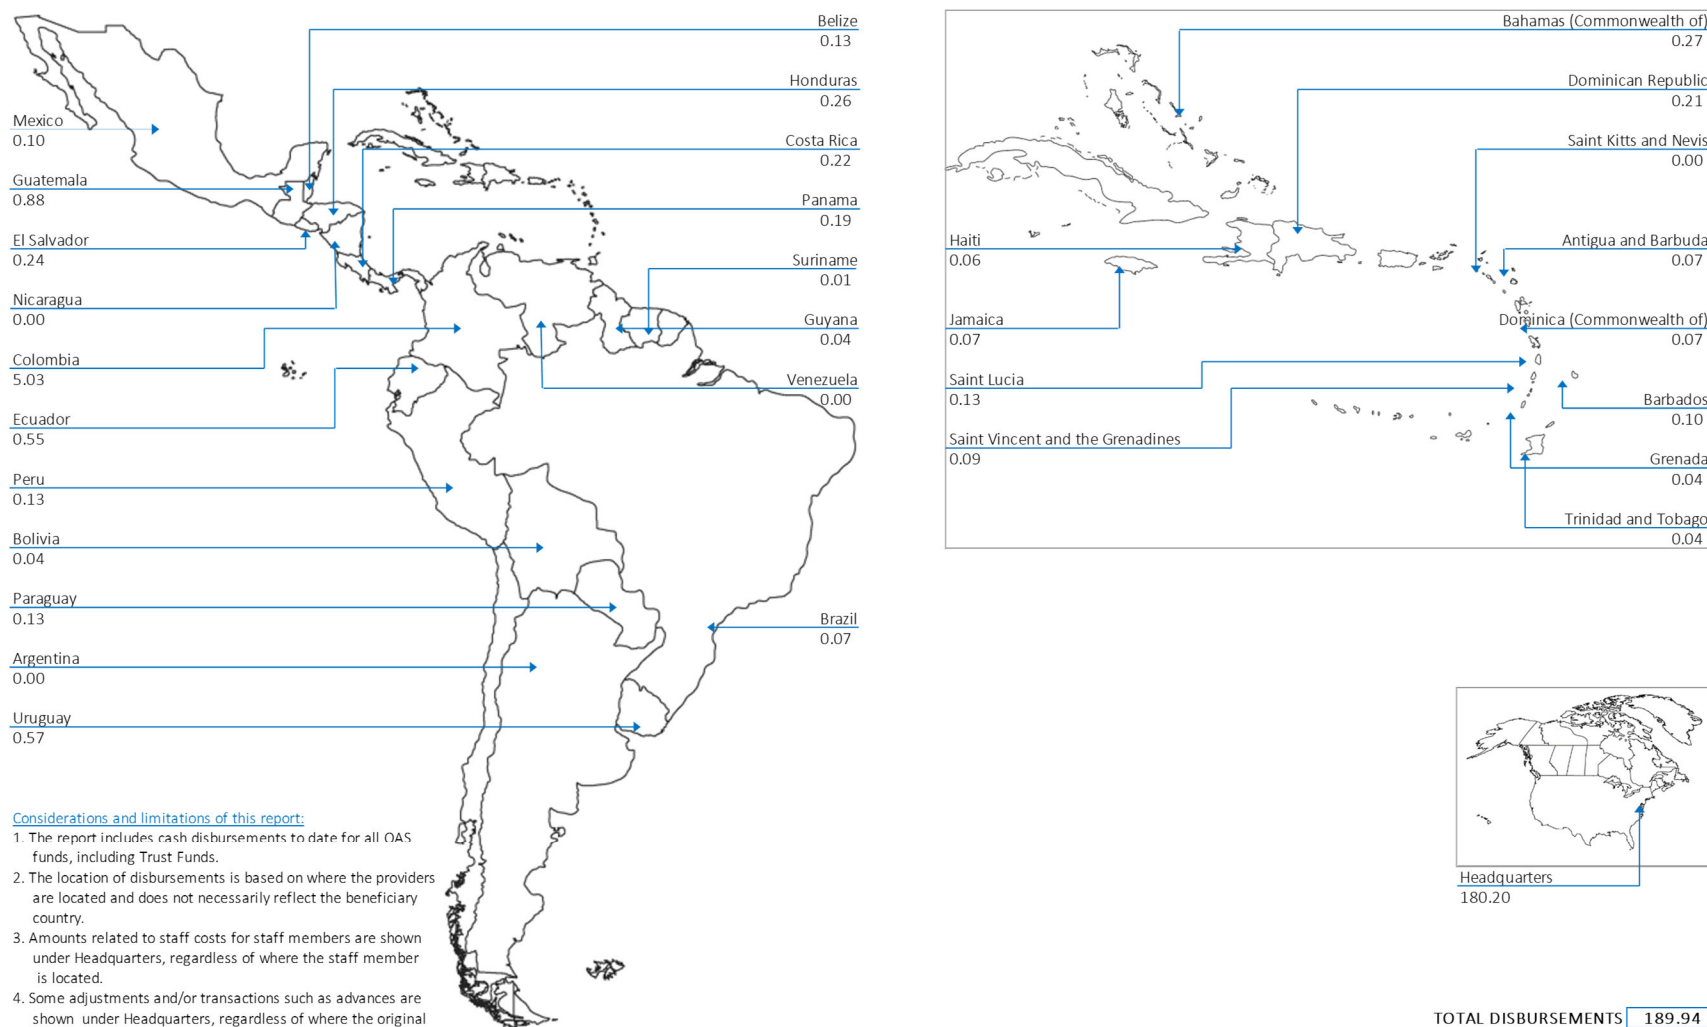 Belize
0.13
Honduras
0.26
Mexico
0.10
Costa Rica
0.22
Guatemala
0.88
Panama
0.19
El Salvador
0.24
Suriname
0.01
Nicaragua
0.00
Guyana
0.04
Colombia
5.03
Venezuela
0.00
Ecuador
0.55
Peru
0.13
Bolivia
0.04
Paraguay
0.13
Brazil
0.07
Argentina
0.00
Uruguay
0.57
Considerations and limitations of this report:
1. The report includes cash disbursements to date for all OAS
funds, including Trust Funds.
2. The location of disbursements is based on where the providers
are located and does not necessarily reflect the beneficiary
country.
3. Amounts related to staff costs for staff members are shown
under Headquarters, regardless of where the staff member
is located.
4. Some adjustments and/or transactions such as advances are
shown under Headquarters, regardless of where the original
Bahamas (Commonwealth of)
0.27
Dominican Republic
0.21
Saint Kitts and Nevis
0.00
Haiti
0.06
Antigua and Barbuda
0.07
Jamaica
0.07
Dominica (Commonwealth of)
0.07
Saint Lucia
0.13
Barbados
0.10
Saint Vincent and the Grenadines
0.09
Grenada
0.04
Trinidad and Tobago
0.04
Headquarters
180.20
TOTAL DISBURSEMENTS 189.94